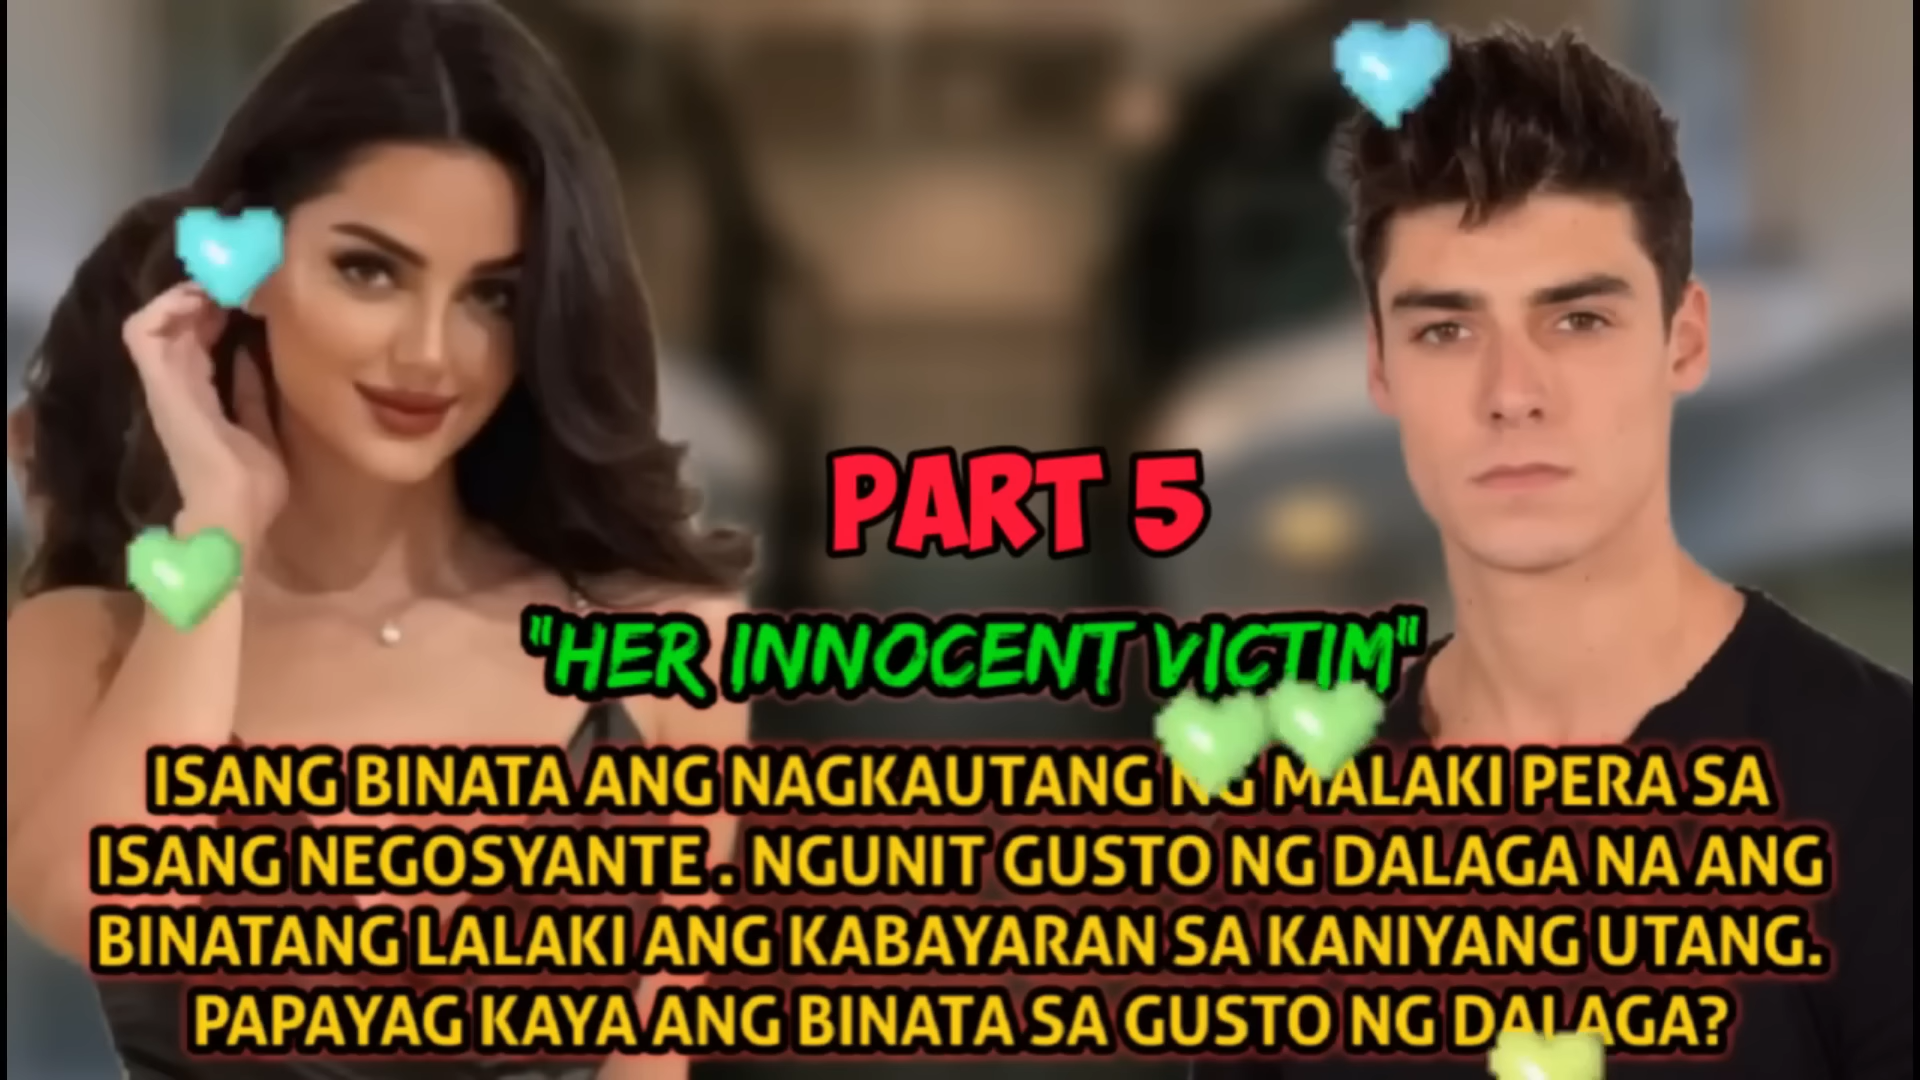 PART 5
"HER INNOCENT VICTIM"
ISANG BINATA ANG NAGKAUTANG NG MALAKI PERA SA
ISANG NEGOSYANTE. NGUNIT GUSTO NG DALAGA NA ANG
BINATANG LALAKI ANG KABAYARAN SA KANIYANG UTANG.
PAPAYAG KAYA ANG BINATA SA GUSTO NG DALAGA?